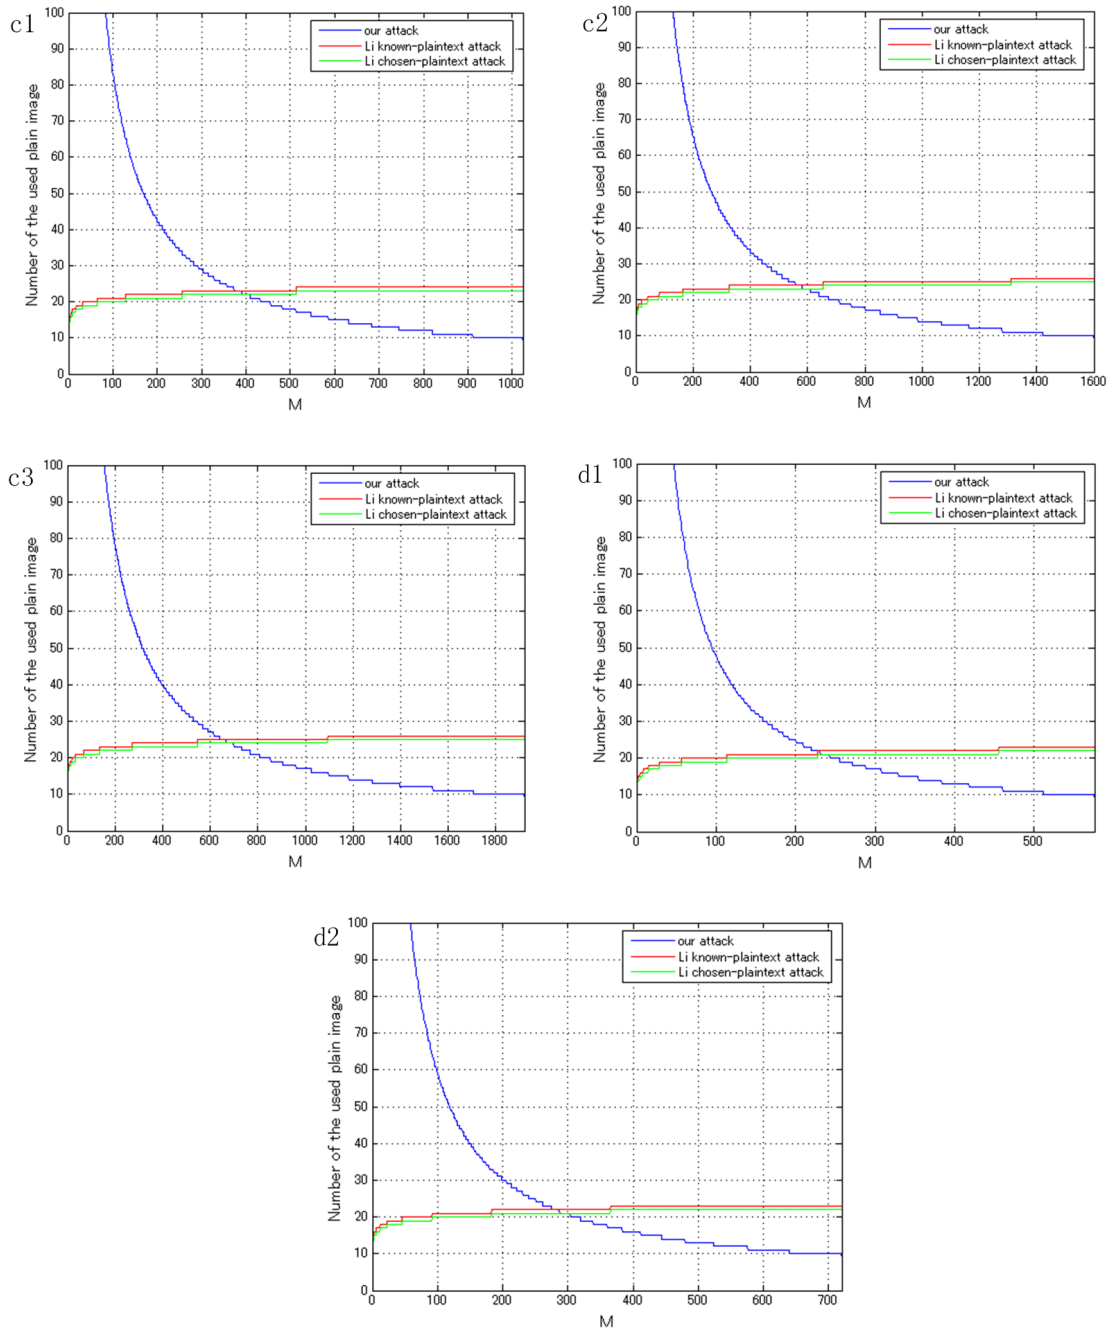 c1
our attack
Li known-plaintext attack
Li chosen-plaintext attack
Number of the used plain image
100
90
80
70
60
50
40
30
20
10
0
0 100 200 300 400 500 600 700 800 900 1000
M
c2
our attack
Li known-plaintext attack
Li chosen-plaintext attack
Number of the used plain image
100
90
80
70
60
50
40
30
20
10
0
0 200 400 600 800 1000 1200 1400 1600
M
c3
our attack
Li known-plaintext attack
Li chosen-plaintext attack
Number of the used plain image
100
90
80
70
60
50
40
30
20
10
0
0 200 400 600 800 1000 1200 1400 1600 1800
M
d1
our attack
Li known-plaintext attack
Li chosen-plaintext attack
Number of the used plain image
100
90
80
70
60
50
40
30
20
10
0
0 100 200 300 400 500
M
d2
our attack
Li known-plaintext attack
Li chosen-plaintext attack
Number of the used plain image
100
90
80
70
60
50
40
30
20
10
0
0 100 200 300 400 500 600 700
M